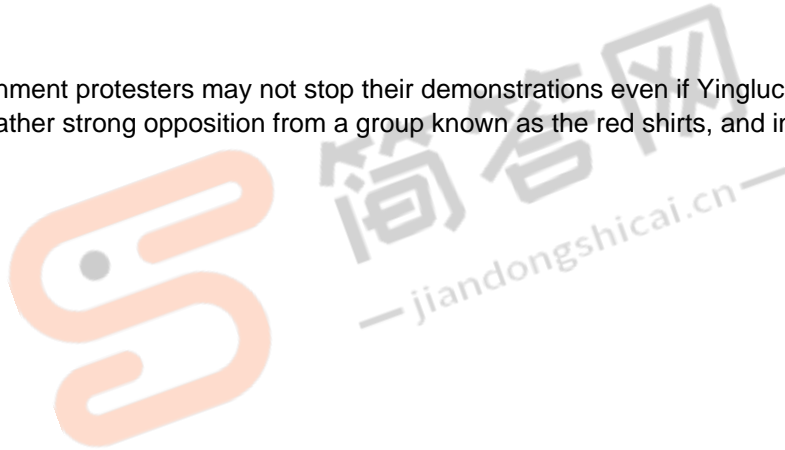 nment protesters may not stop their demonstrations even if Yingluc
ather strong opposition from a group known as the red shirts, and i
简答网
jiandongshicai.cn